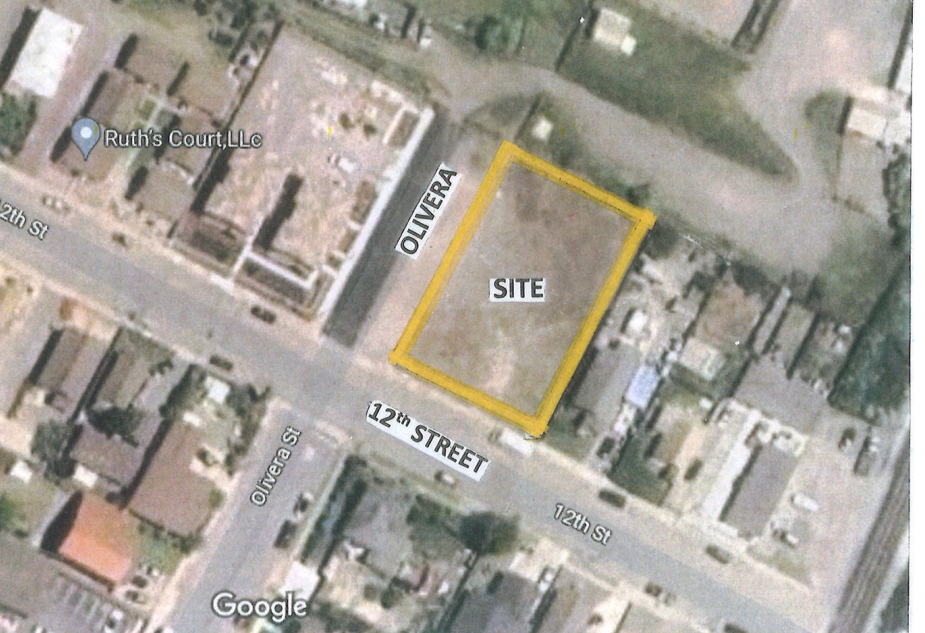 Ruth's Court,LLc
OLIVERA
2th St
SITE
12th STREET
Olivera St
12th St
Google